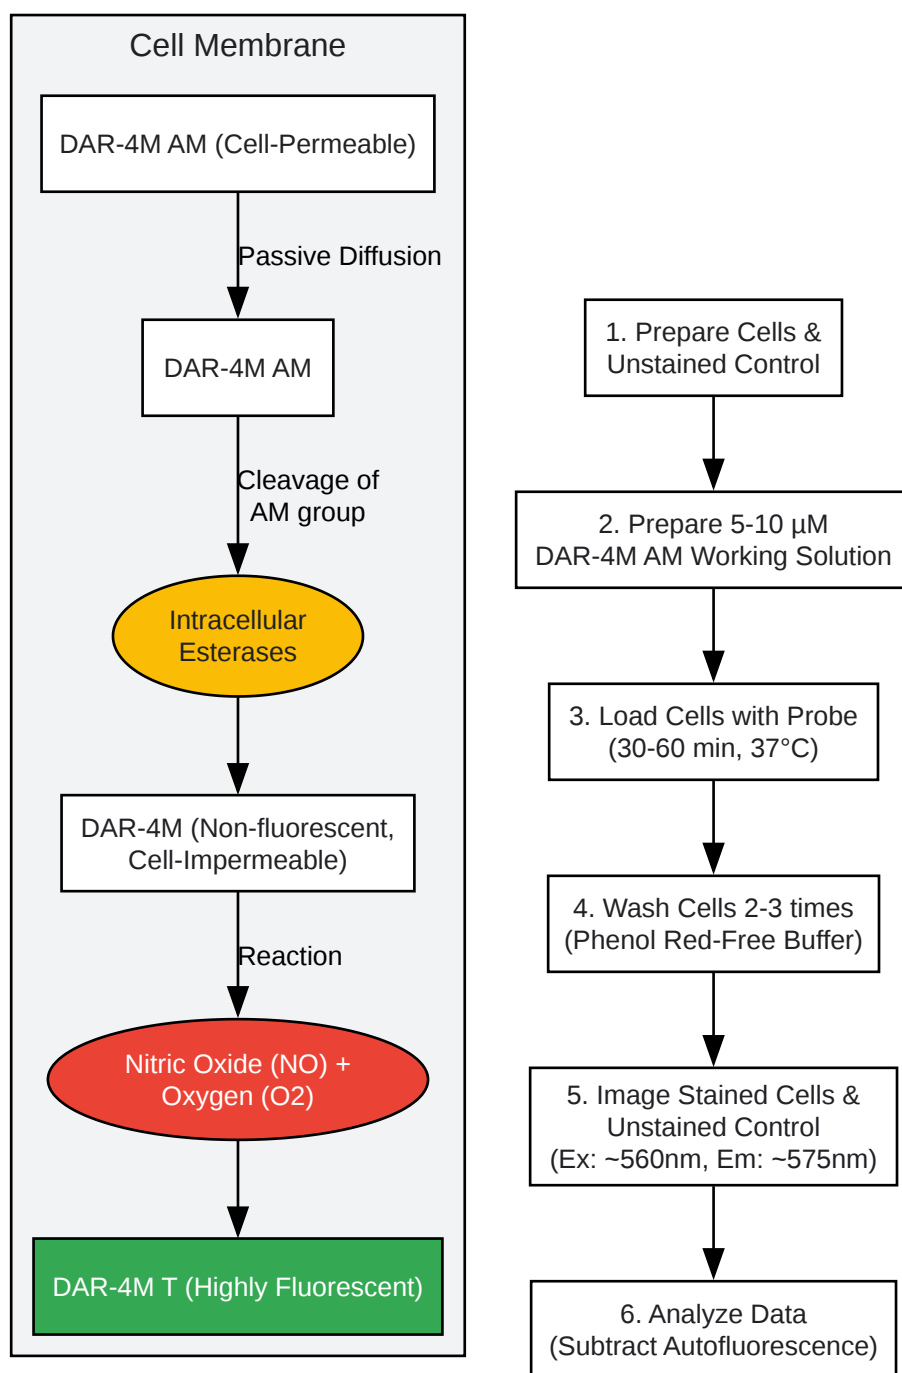 Cell Membrane
DAR-4M AM (Cell-Permeable)
Passive Diffusion
DAR-4M AM
Cleavage of
AM group
Intracellular
Esterases
DAR-4M (Non-fluorescent,
Cell-Impermeable)
Reaction
Nitric Oxide (NO) +
Oxygen (O2)
DAR-4M T (Highly Fluorescent)
1. Prepare Cells &
Unstained Control
2. Prepare 5-10 µM
DAR-4M AM Working Solution
3. Load Cells with Probe
(30-60 min, 37°C)
4. Wash Cells 2-3 times
(Phenol Red-Free Buffer)
5. Image Stained Cells &
Unstained Control
(Ex: ~560nm, Em: ~575nm)
6. Analyze Data
(Subtract Autofluorescence)